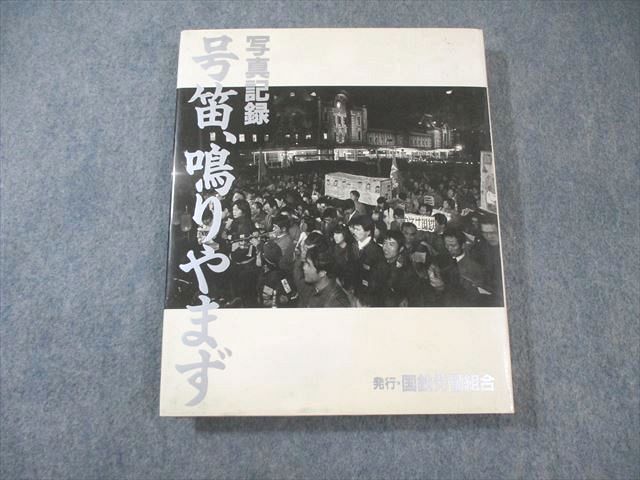 写真記録
号笛、鳴りやまず
発行・国鉄労働組合